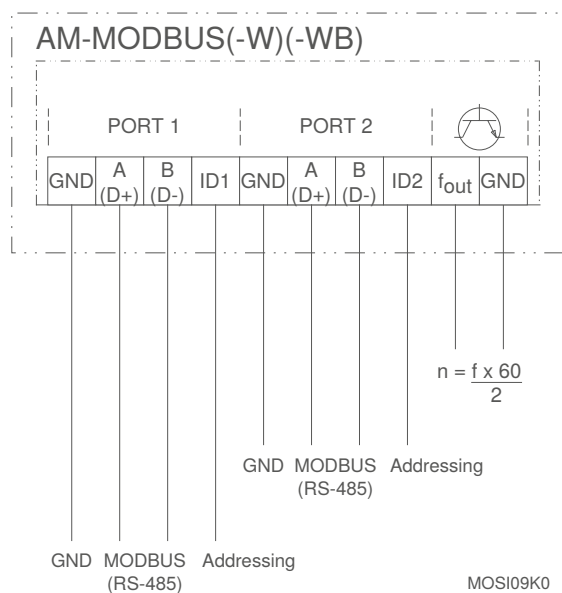 AM-MODBUS(-W)(-WB)
PORT 1 PORT 2
GND A (D+) B (D-) ID1 GND A (D+) B (D-) ID2 fout GND
n = f x 60
2
GND MODBUS Addressing
(RS-485)
GND MODBUS Addressing
(RS-485)
MOSI09K0